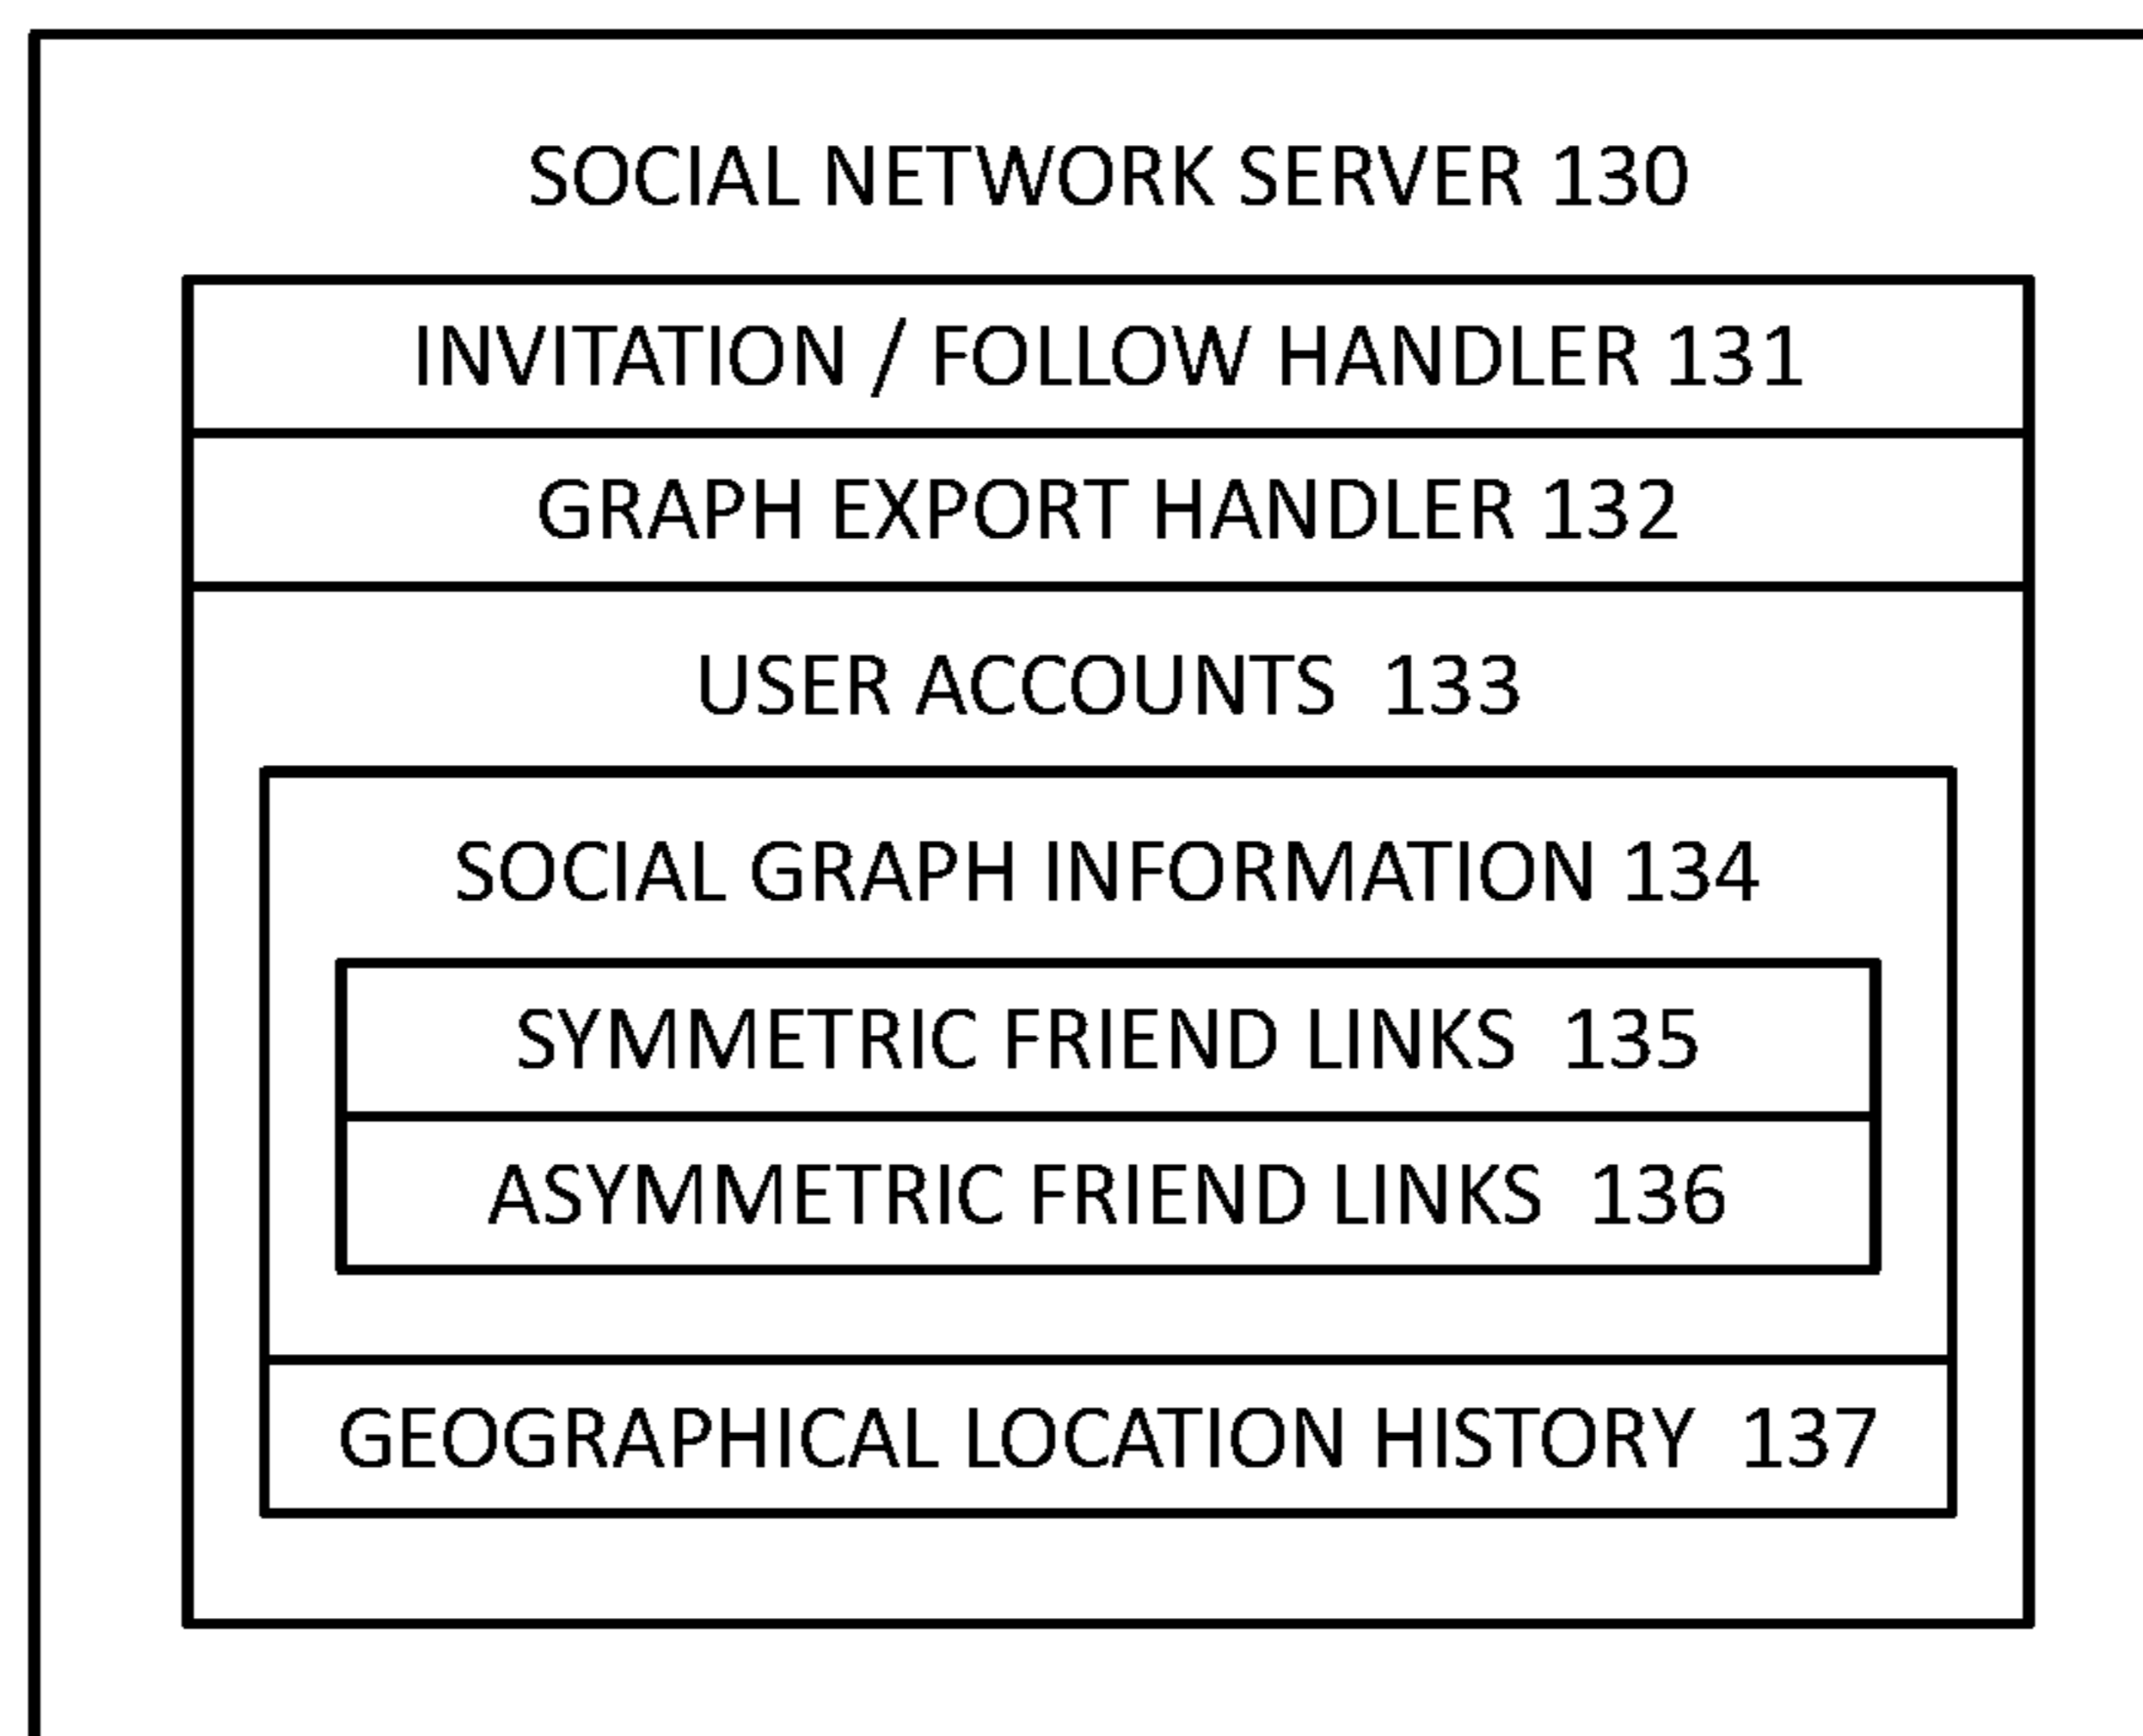 SOCIAL NETWORK SERVER 130
INVITATION / FOLLOW HANDLER 131
GRAPH EXPORT HANDLER 132
USER ACCOUNTS 133
SOCIAL GRAPH INFORMATION 134
SYMMETRIC FRIEND LINKS 135
ASYMMETRIC FRIEND LINKS 136
GEOGRAPHICAL LOCATION HISTORY 137